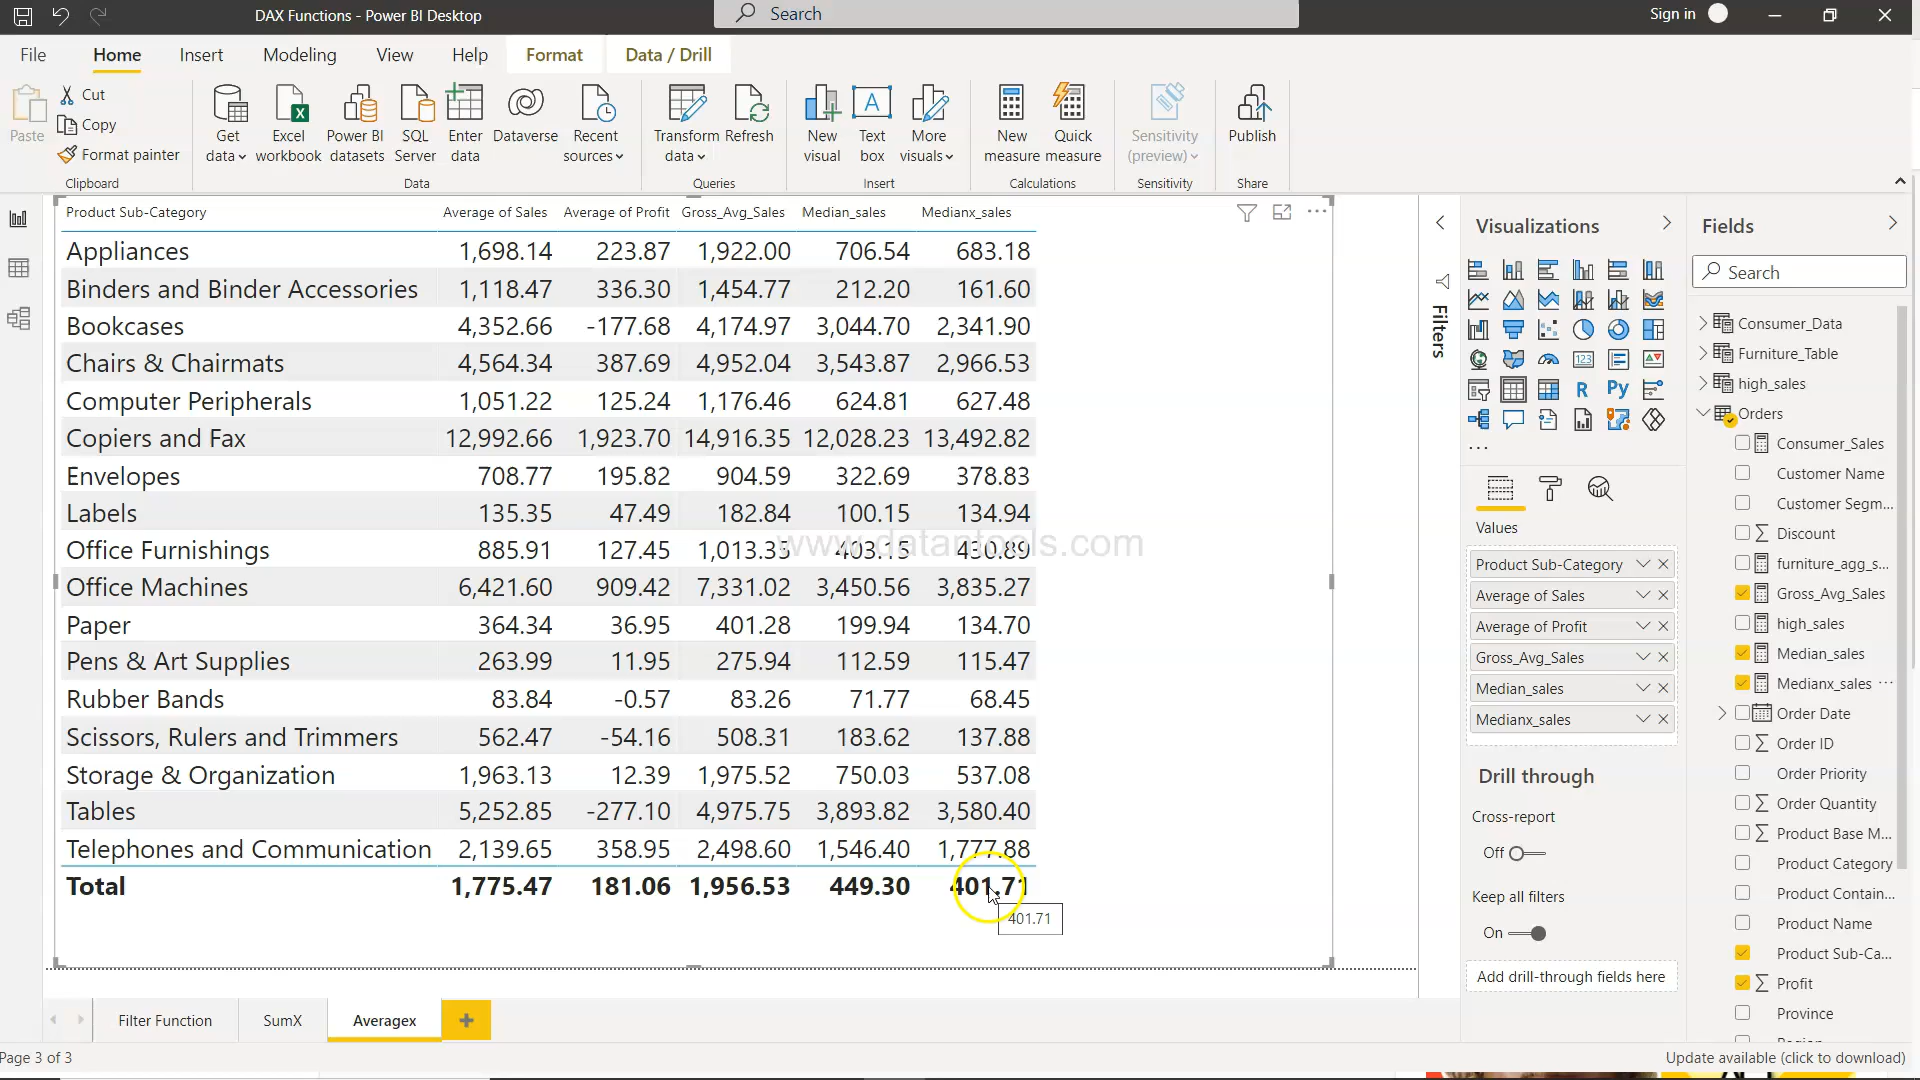 DAX Functions - Power BI Desktop
Search
Sign in
File Home Insert Modeling View Help Format Data / Drill
Paste
Cut
Copy
Format painter
Clipboard
Get data
Excel workbook
Power BI datasets
SQL Server
Enter data
Dataverse
Recent sources
Data
Transform data
Refresh
Queries
New visual
Text box
More visuals
Insert
New measure
Quick measure
Calculations
Sensitivity (preview)
Sensitivity
Publish
Share
Product Sub-Category Average of Sales Average of Profit Gross_Avg_Sales Median_sales Medianx_sales
Appliances 1,698.14 223.87 1,922.00 706.54 683.18
Binders and Binder Accessories 1,118.47 336.30 1,454.77 212.20 161.60
Bookcases 4,352.66 -177.68 4,174.97 3,044.70 2,341.90
Chairs & Chairmats 4,564.34 387.69 4,952.04 3,543.87 2,966.53
Computer Peripherals 1,051.22 125.24 1,176.46 624.81 627.48
Copiers and Fax 12,992.66 1,923.70 14,916.35 12,028.23 13,492.82
Envelopes 708.77 195.82 904.59 322.69 378.83
Labels 135.35 47.49 182.84 100.15 134.94
Office Furnishings 885.91 127.45 1,013.35 403.15 430.89
www.datantools.com
Office Machines 6,421.60 909.42 7,331.02 3,450.56 3,835.27
Paper 364.34 36.95 401.28 199.94 134.70
Pens & Art Supplies 263.99 11.95 275.94 112.59 115.47
Rubber Bands 83.84 -0.57 83.26 71.77 68.45
Scissors, Rulers and Trimmers 562.47 -54.16 508.31 183.62 137.88
Storage & Organization 1,963.13 12.39 1,975.52 750.03 537.08
Tables 5,252.85 -277.10 4,975.75 3,893.82 3,580.40
Telephones and Communication 2,139.65 358.95 2,498.60 1,546.40 1,777.88
Total 1,775.47 181.06 1,956.53 449.30 401.71
401.71
Filters
Visualizations
123
R
Py
Values
Product Sub-Category
Average of Sales
Average of Profit
Gross_Avg_Sales
Median_sales
Medianx_sales
Drill through
Cross-report
Off
Keep all filters
On
Add drill-through fields here
Fields
Search
Consumer_Data
Furniture_Table
high_sales
Orders
Consumer_Sales
Customer Name
Customer Segm...
Discount
furniture_agg_s...
Gross_Avg_Sales
high_sales
Median_sales
Medianx_sales
Order Date
Order ID
Order Priority
Order Quantity
Product Base M...
Product Category
Product Contain...
Product Name
Product Sub-Ca...
Profit
Province
Filter Function SumX Averagex
Page 3 of 3
Update available (click to download)